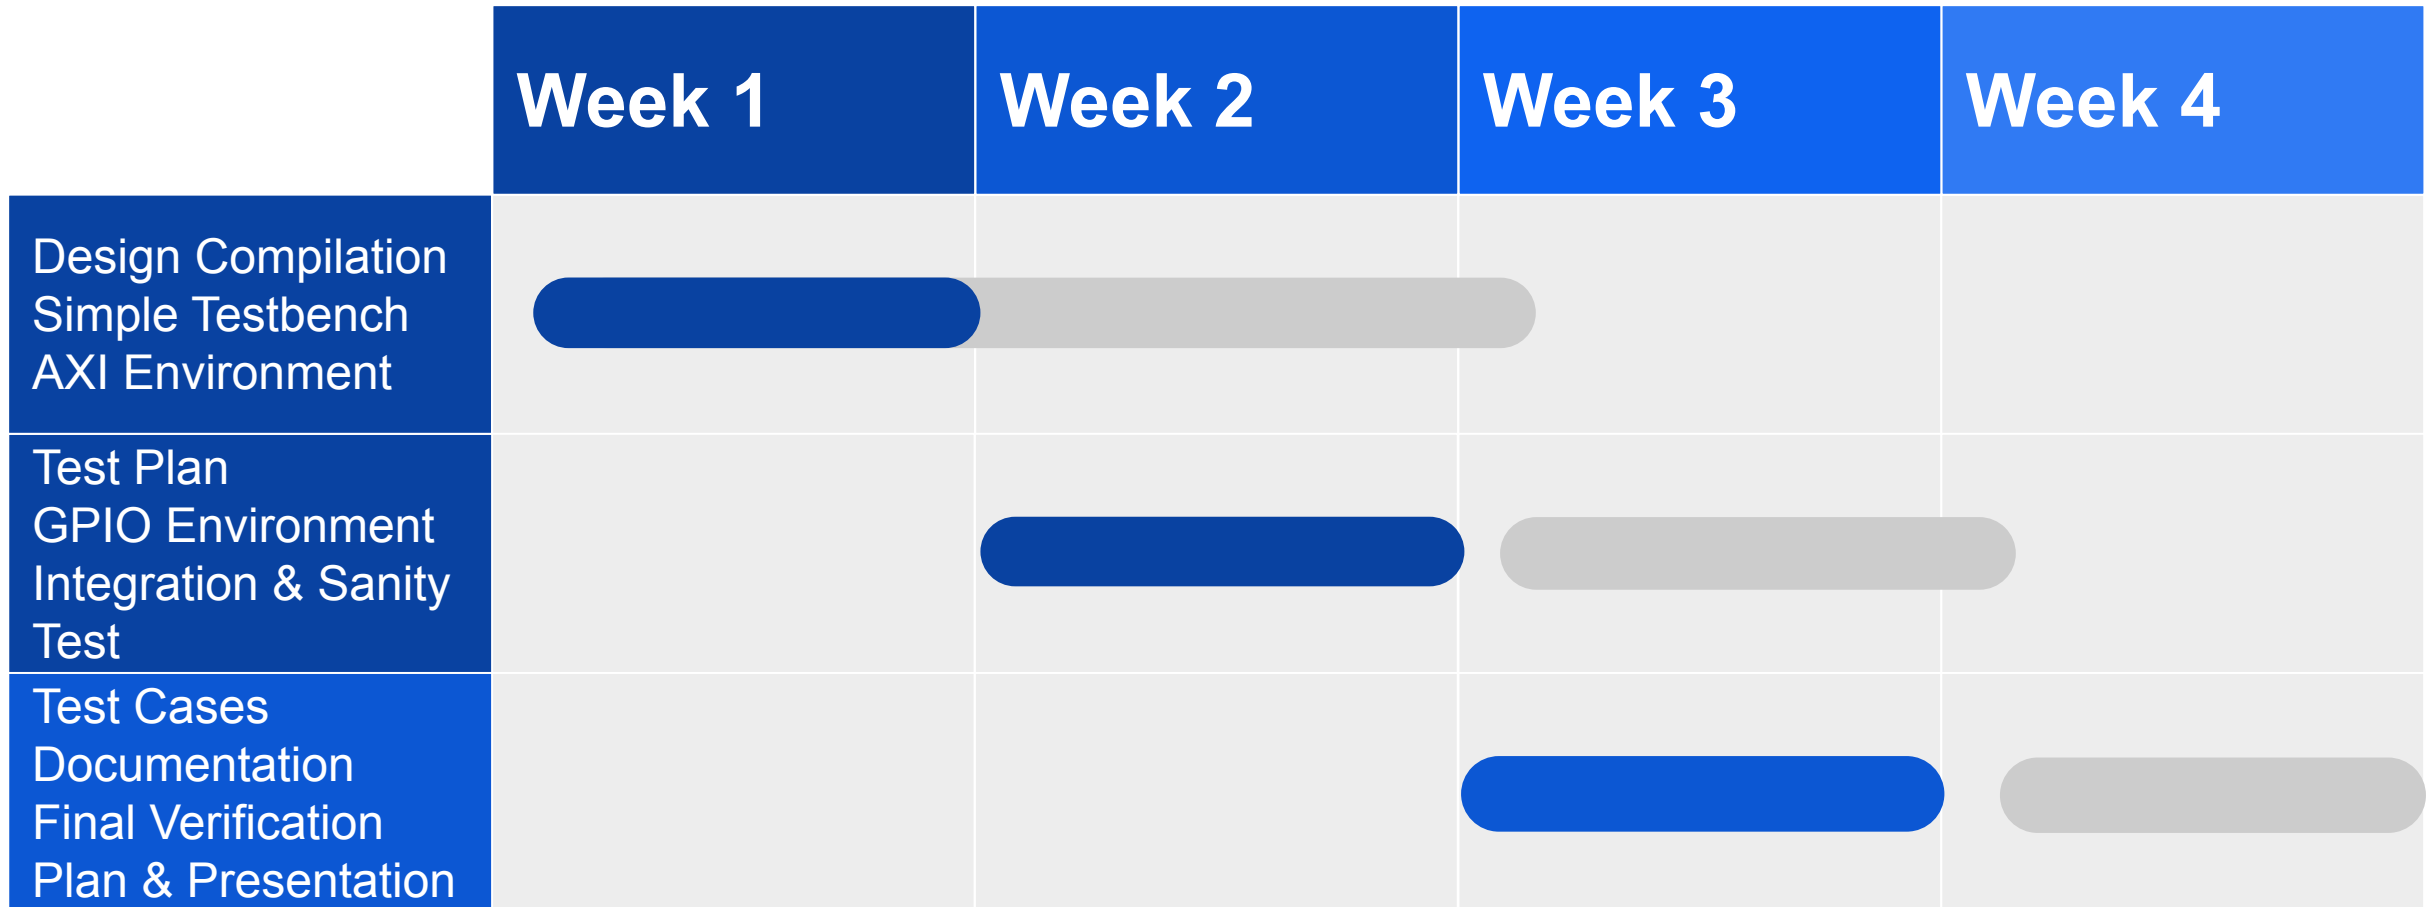 Week 1
Week 2
Week 3
Week 4
Design Compilation
Simple Testbench
AXI Environment
Test Plan
GPIO Environment
Integration & Sanity
Test
Test Cases
Documentation
Final Verification
Plan & Presentation